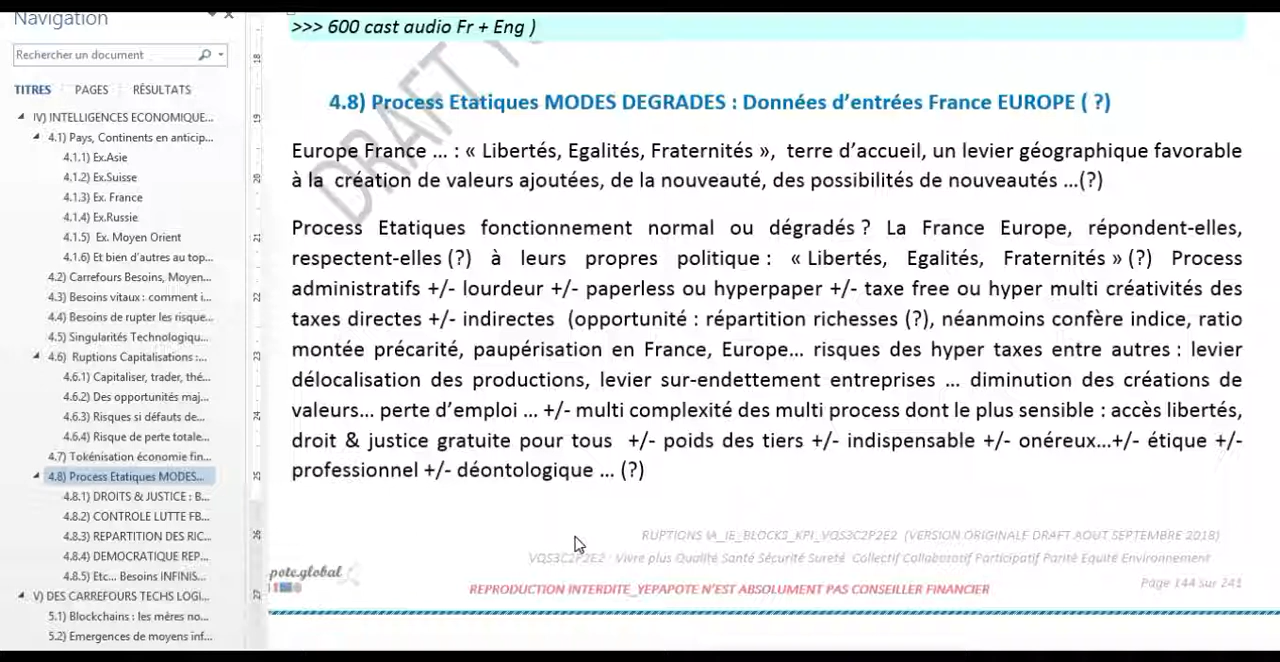 Navigation
Rechercher un document
TITRES PAGES RÉSULTATS
IV) INTELLIGENCES ECONOMIQUE...
4.1) Pays, Continents en anticip...
4.1.1) Ex.Asie
4.1.2) Ex.Suisse
4.1.3) Ex. France
4.1.4) Ex.Russie
4.1.5) Ex. Moyen Orient
4.1.6) Et bien d'autres au top...
4.2) Carrefours Besoins, Moyen...
4.3) Besoins vitaux : comment i...
4.4) Besoins de rupter les risque...
4.5) Singularités Technologiqu...
4.6) Ruptions Capitalisations :...
4.6.1) Capitaliser, trader, thé...
4.6.2) Des opportunités maj...
4.6.3) Risques si défauts de...
4.6.4) Risque de perte totale...
4.7) Tokénisation économie fin...
4.8) Process Etatiques MODES...
4.8.1) DROITS & JUSTICE : B...
4.8.2) CONTROLE LUTTE FB...
4.8.3) REPARTITION DES RIC...
4.8.4) DEMOCRATIQUE REP...
4.8.5) Etc... Besoins INFINIS...
V) DES CARREFOURS TECHS LOGI...
5.1) Blockchains : les mères no...
5.2) Emergences de moyens inf...
>>> 600 cast audio Fr + Eng )
DRAFT
4.8) Process Etatiques MODES DEGRADES : Données d'entrées France EUROPE ( ?)
Europe France ... : « Libertés, Egalités, Fraternités », terre d'accueil, un levier géographique favorable
à la création de valeurs ajoutées, de la nouveauté, des possibilités de nouveautés ...(?)
Process Etatiques fonctionnement normal ou dégradés ? La France Europe, répondent-elles,
respectent-elles (?) à leurs propres politique : « Libertés, Egalités, Fraternités » (?) Process
administratifs +/- lourdeur +/- paperless ou hyperpaper +/- taxe free ou hyper multi créativités des
taxes directes +/- indirectes (opportunité : répartition richesses (?), néanmoins confère indice, ratio
montée précarité, paupérisation en France, Europe... risques des hyper taxes entre autres : levier
délocalisation des productions, levier sur-endettement entreprises ... diminution des créations de
valeurs... perte d'emploi ... +/- multi complexité des multi process dont le plus sensible : accès libertés,
droit & justice gratuite pour tous +/- poids des tiers +/- indispensable +/- onéreux...+/- étique +/-
professionnel +/- déontologique ... (?)
RUPTIONS IA_IE_BLOCKS_KPI_VQS3C2P2E2 (VERSION ORIGINALE DRAFT AOUT SEPTEMBRE 2018)
VQS3C2P2E2 : Vivre plus Qualité Santé Sécurité Sureté Collectif Collaboratif Participatif Parité Equité Environnement
pote.global
REPRODUCTION INTERDITE_YEPAPOTE N'EST ABSOLUMENT PAS CONSEILLER FINANCIER
Page 144 sur 241